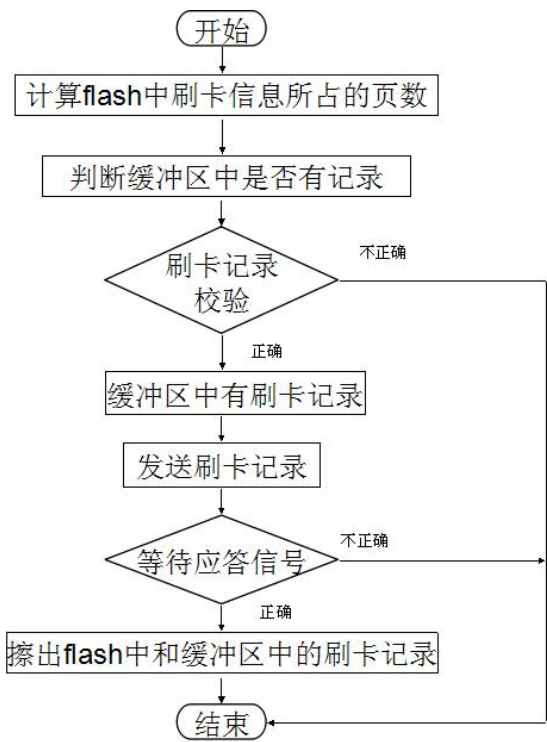 开始
计算flash中刷卡信息所占的页数
判断缓冲区中是否有记录
刷卡记录
校验
不正确
正确
缓冲区中有刷卡记录
发送刷卡记录
等待应答信号
不正确
正确
擦出flash中和缓冲区中的刷卡记录
结束